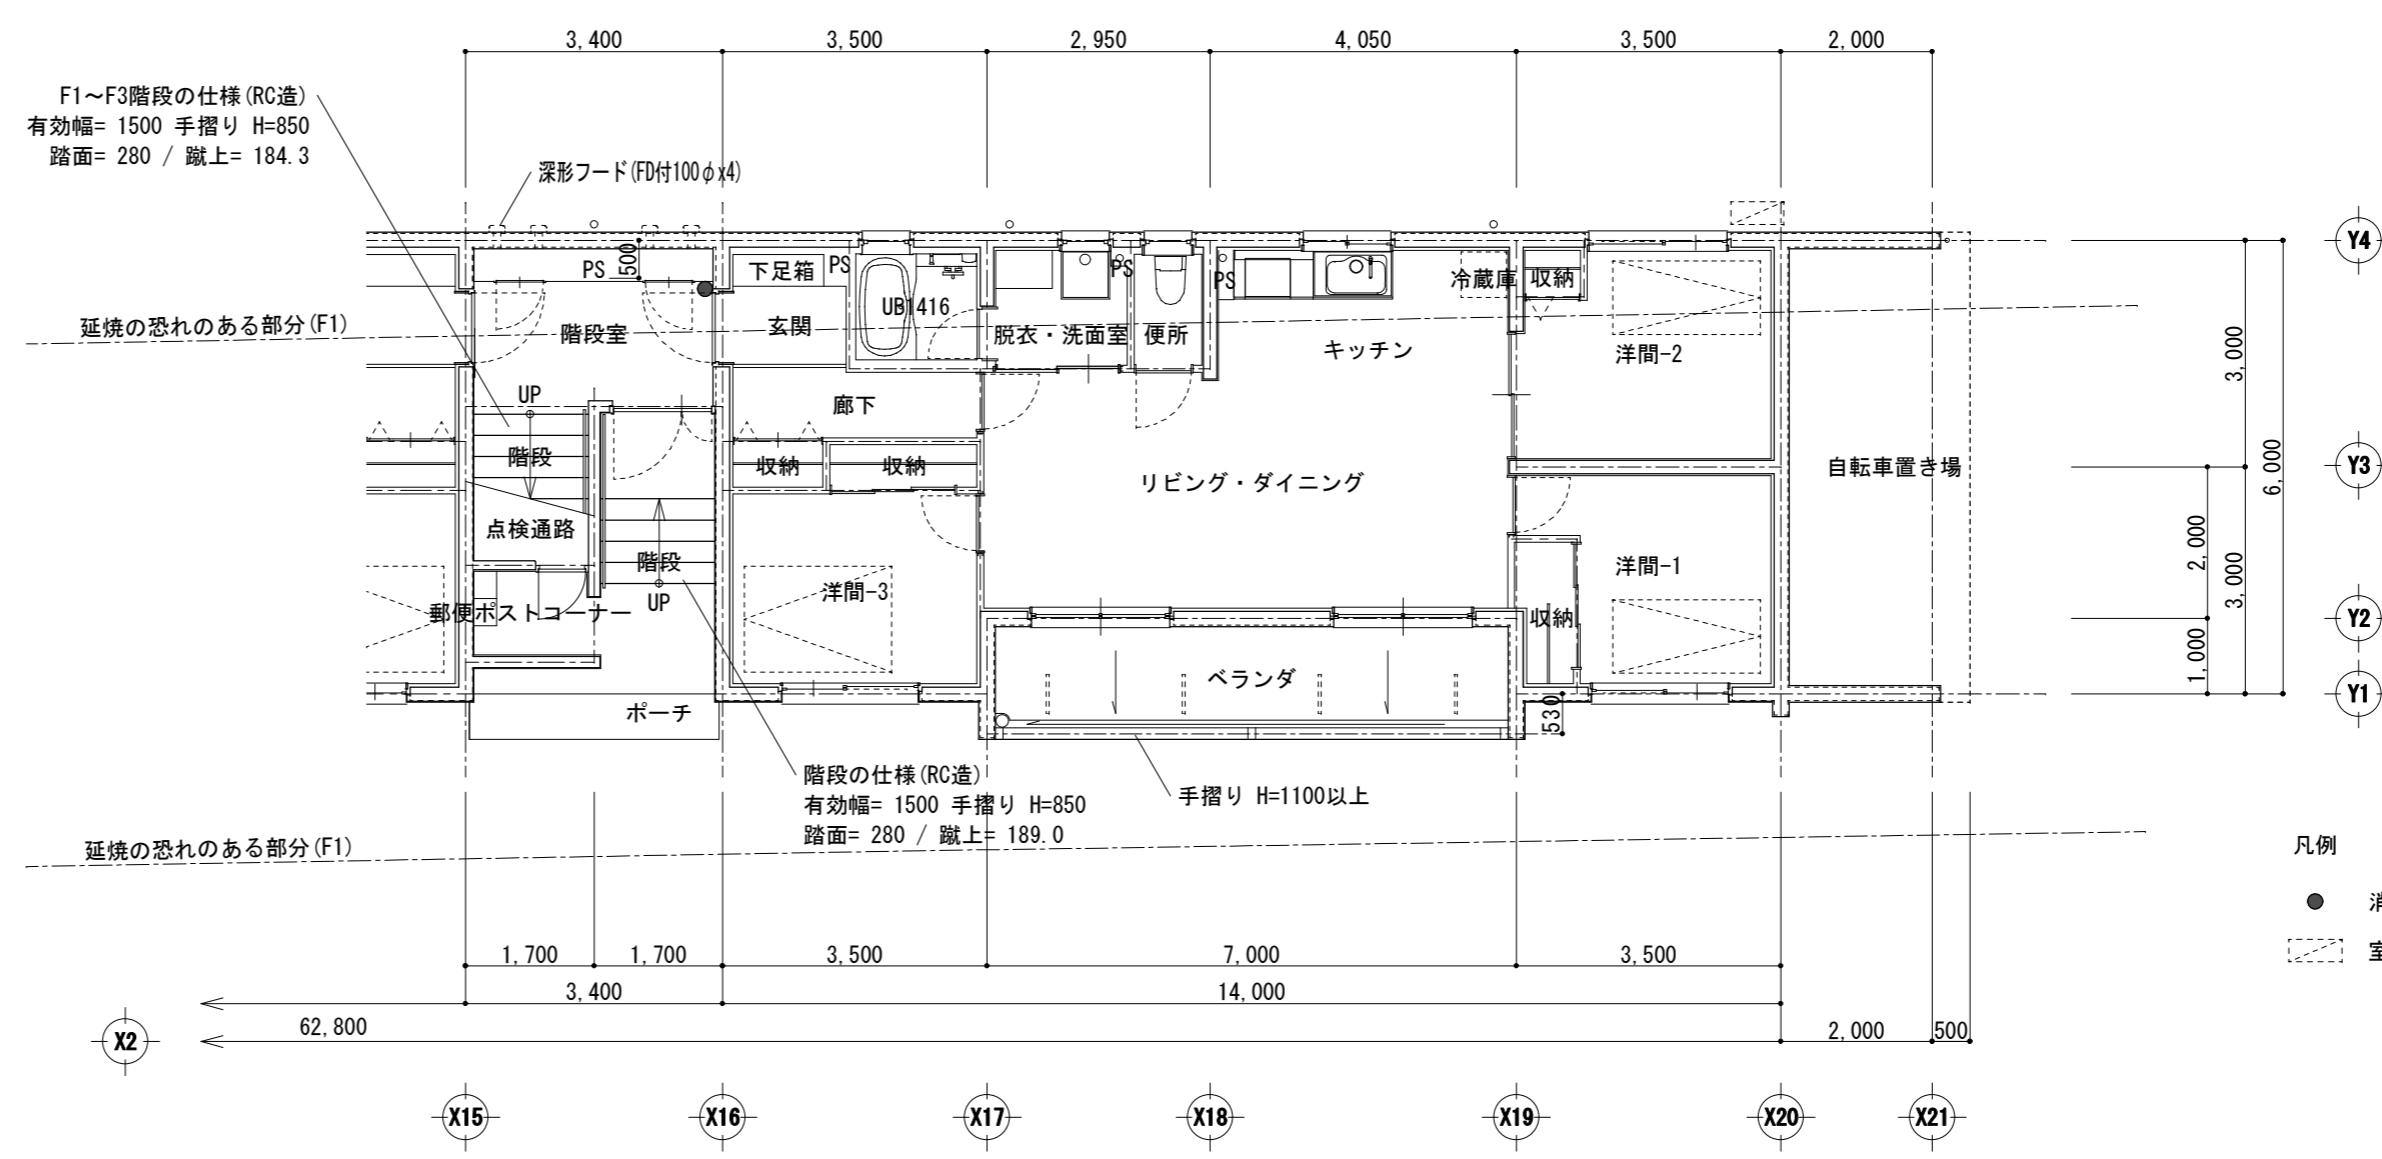 3,400
3,500
2,950
4,050
3,500
2,000
F1～F3階段の仕様(RC造)
有効幅= 1500 手摺り H=850
踏面= 280 / 蹴上= 184.3
深形フード(FD付100φx4)
Y4
PS
500
下足箱
PS
UB1416
PS
PS
冷蔵庫
収納
延焼の恐れのある部分(F1)
階段室
玄関
脱衣・洗面室
便所
キッチン
洋間-2
3,000
UP
廊下
階段
収納
収納
リビング・ダイニング
自転車置き場
6,000
Y3
点検通路
階段
洋間-3
洋間-1
2,000
3,000
郵便ポストコーナー
UP
収納
Y2
ベランダ
1,000
Y1
ポーチ
530
階段の仕様(RC造)
有効幅= 1500 手摺り H=850
踏面= 280 / 蹴上= 189.0
手摺り H=1100以上
延焼の恐れのある部分(F1)
凡例
消
室
1,700
1,700
3,500
7,000
3,500
3,400
14,000
62,800
2,000
500
X2
X15
X16
X17
X18
X19
X20
X21